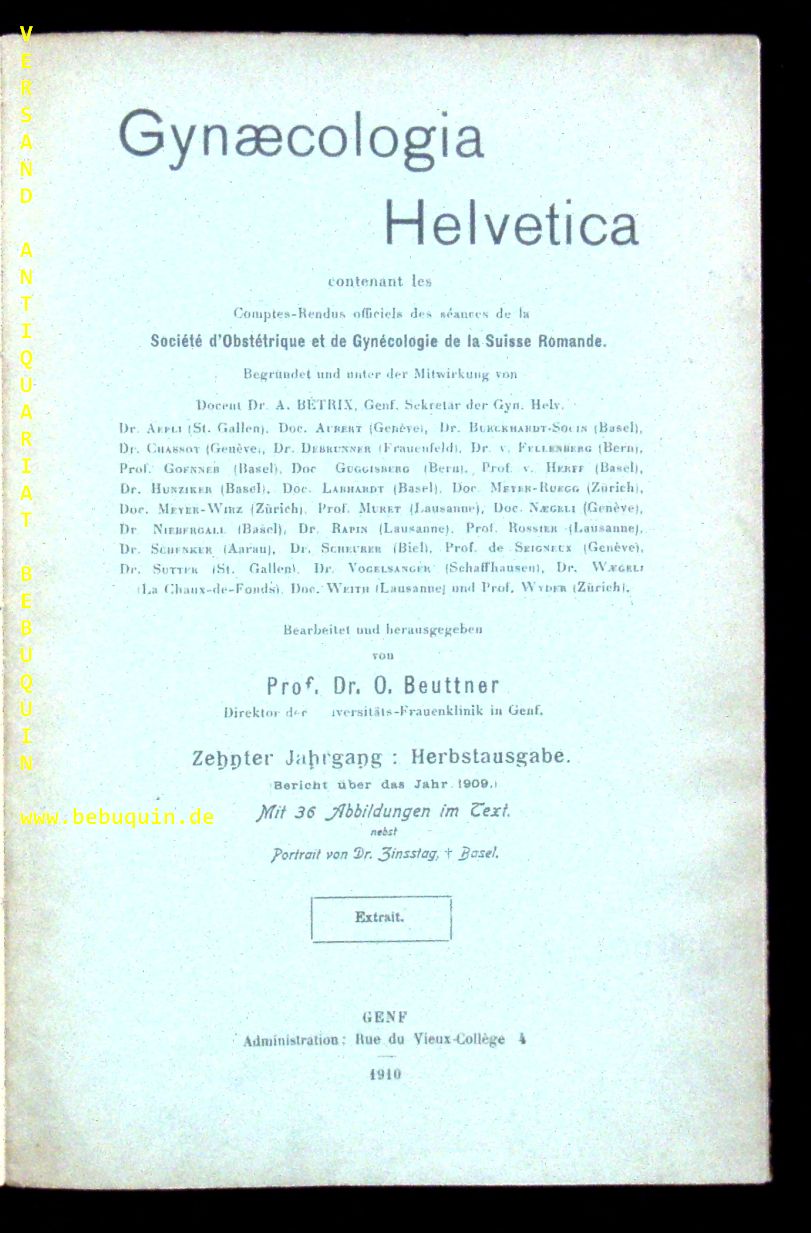 Gynæcologia
Helvetica
contenant les
Comptes-Rendus officiels des séances de la
Société d'Obstétrique et de Gynécologie de la Suisse Romande.
Begründet und unter der Mitwirkung von
Docent Dr. A. BÉTRIX, Genf, Sekretär der Gyn. Helv.
Dr. AEPLI (St. Gallen), Doc. AUBERT (Genève), Dr. BURCKHARDT-SOCIN (Basel),
Dr. CHASSOT (Genève), Dr. DEBRUNNER (Frauenfeld), Dr. v. FELLENBERG (Bern),
Prof. GOENNER (Basel), Doc GUGGISBERG (Bern), Prof. v. HERFF (Basel),
Dr. HUNZIKER (Basel), Doc. LABHARDT (Basel), Doc. MEYER-RUEGG (Zürich),
Doc. MEYER-WIRZ (Zürich), Prof. MURET (Lausanne), Doc. NÆGELI (Genève),
Dr NIEBERGALL (Basel), Dr. RAPIN (Lausanne), Prof. ROSSIER (Lausanne),
Dr. SCHENKER (Aarau), Dr. SCHEURER (Biel), Prof. de SEIGNEUX (Genève),
Dr. SUTTER (St. Gallen), Dr. VOGELSANGER (Schaffhausen), Dr. WÆGELI
(La Chaux-de-Fonds), Doc. WEITH (Lausanne) und Prof. WYDER (Zürich).
Bearbeitet und herausgegeben
von
Prof. Dr. O. Beuttner
Direktor der iversitäts-Frauenklinik in Genf.
Zehnter Jahrgang : Herbstausgabe.
(Bericht über das Jahr 1909.)
Mit 36 Abbildungen im Text.
nebst
Portrait von Dr. Zinsstag, † Basel.
Extrait.
GENF
Administration: Rue du Vieux-Collège 4
1910
VERSAND ANTIQUARIAT BEBUQUIN
www.bebuquin.de